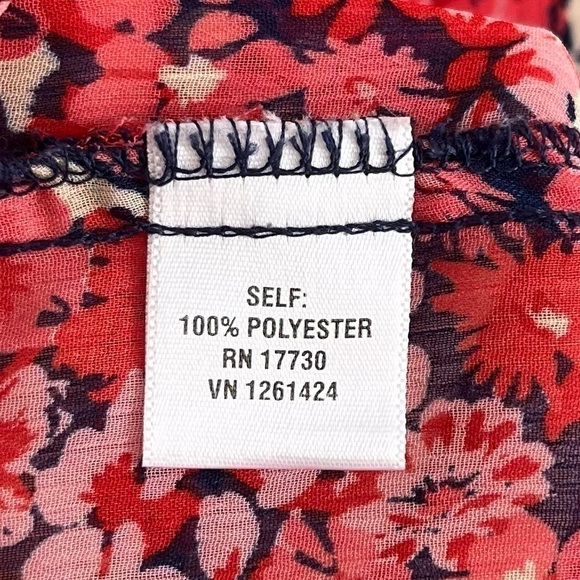 SELF:
100% POLYESTER
RN 17730
VN 1261424